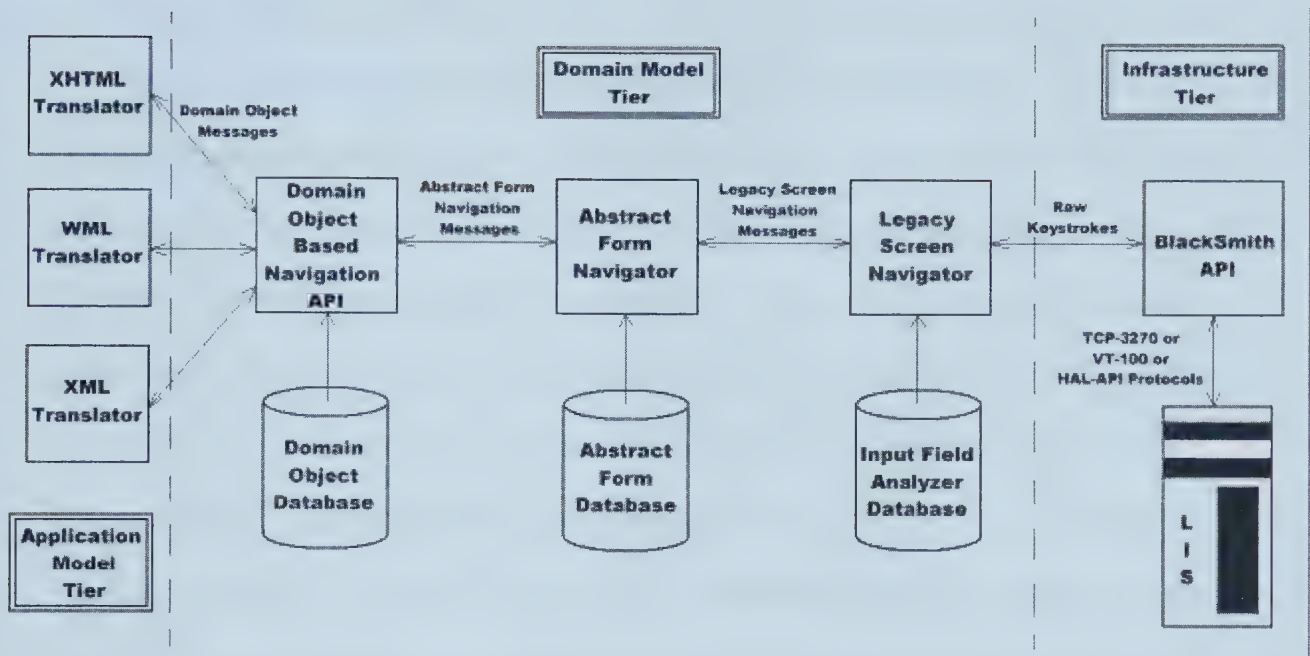 XHTML
Translator
Domain Object
Messages
Domain Model
Tier
Infrastructure
Tier
WML
Translator
Domain
Object
Based
Navigation
API
Abstract Form
Navigation
Messages
Abstract
Form
Navigator
Legacy Screen
Navigation
Messages
Legacy
Screen
Navigator
Raw
Keystrokes
BlackSmith
API
XML
Translator
TCP-3270 or
VT-100 or
HAL-API Protocols
Domain
Object
Database
Abstract
Form
Database
Input Field
Analyzer
Database
L
I
S
Application
Model
Tier